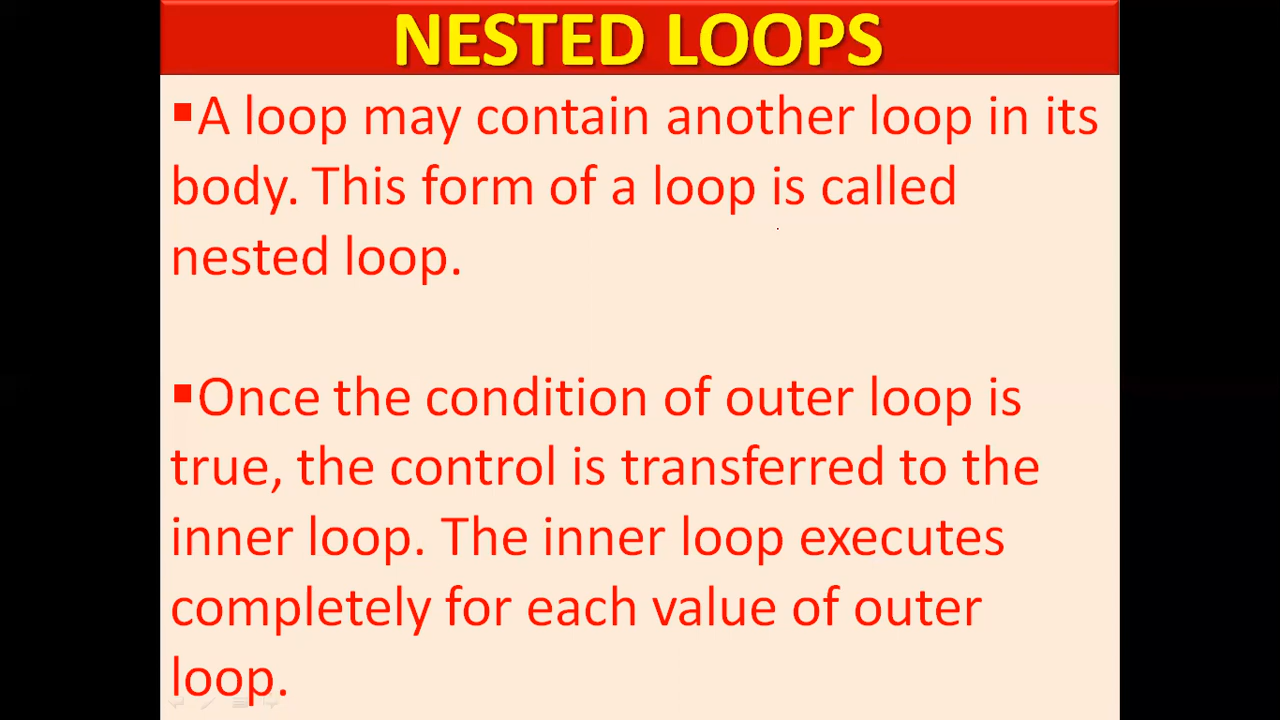 NESTED LOOPS
▪A loop may contain another loop in its
body. This form of a loop is called
nested loop.
▪Once the condition of outer loop is
true, the control is transferred to the
inner loop. The inner loop executes
completely for each value of outer
loop.